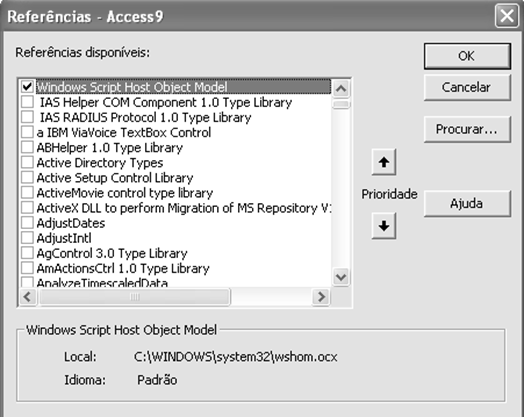 Referências - Access9
Referências disponíveis:
Windows Script Host Object Model
IAS Helper COM Component 1.0 Type Library
IAS RADIUS Protocol 1.0 Type Library
a IBM ViaVoice TextBox Control
ABHelper 1.0 Type Library
Active Directory Types
Active Setup Control Library
ActiveMovie control type library
ActiveX DLL to perform Migration of MS Repository V1
AdjustDates
AdjustIntl
AgControl 3.0 Type Library
AmActionsCtrl 1.0 Type Library
AnalyzeTimescaledData
OK
Cancelar
Procurar...
Prioridade
Ajuda
Windows Script Host Object Model
Local: C:\WINDOWS\system32\wshom.ocx
Idioma: Padrão